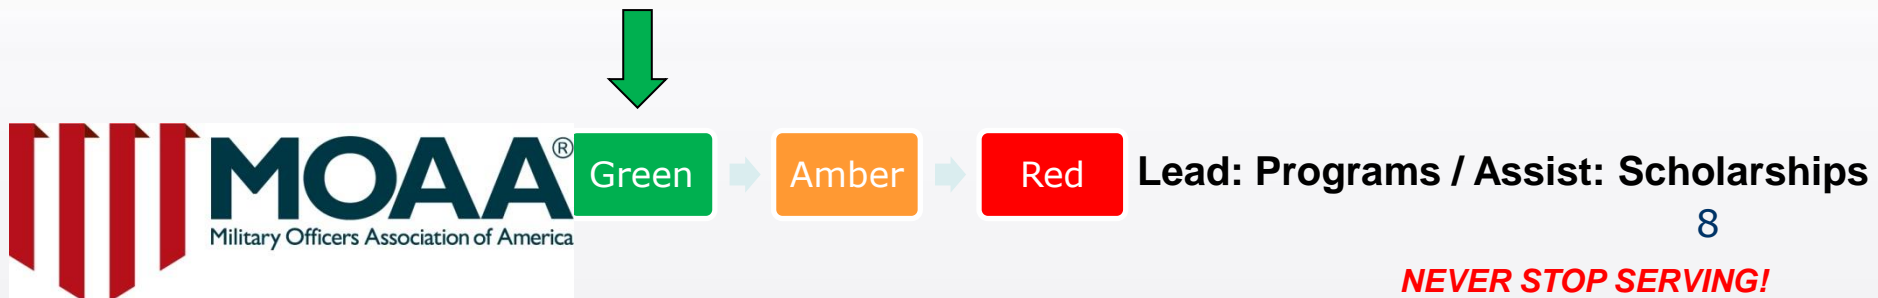 MOAA®
Military Officers Association of America
Green
Amber
Red
Lead: Programs / Assist: Scholarships
8
NEVER STOP SERVING!